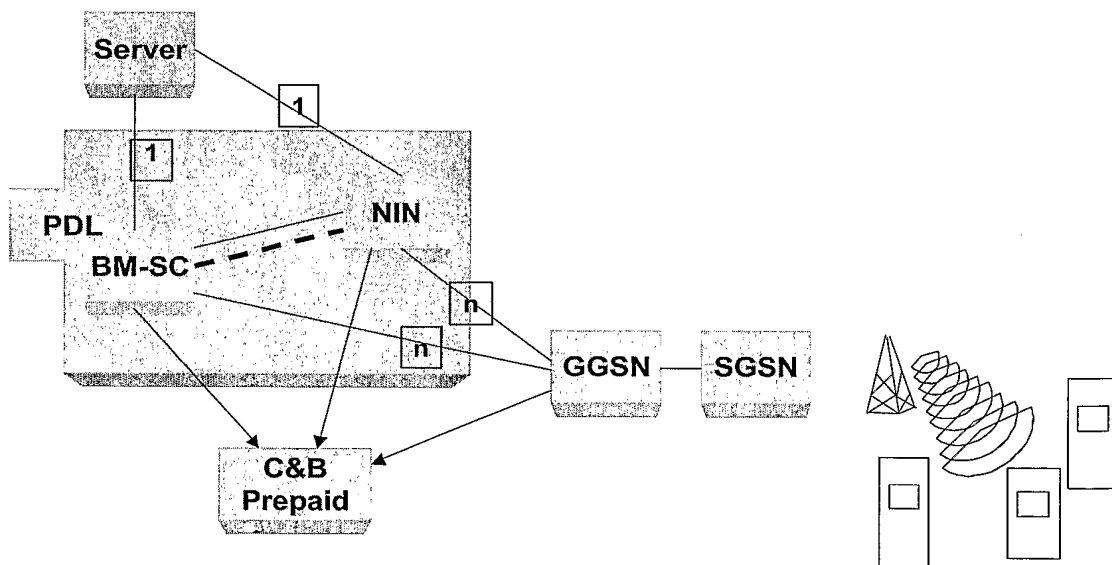 Server
1
1
NIN
PDL
BM-SC
n
n
GGSN
SGSN
C&B
Prepaid